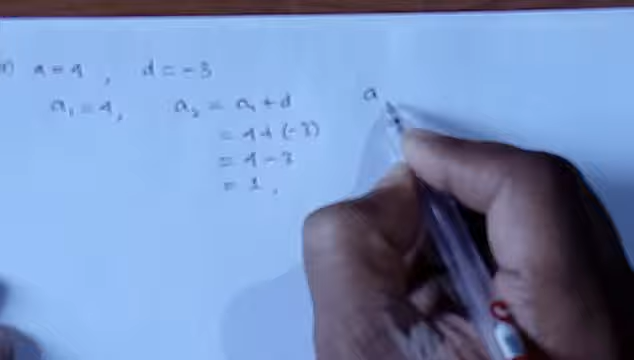 a = 4, d = -3
a₁ = 4, a₂ = a₁ + d
= 4 + (-3)
= 4 - 3
= 1,
a